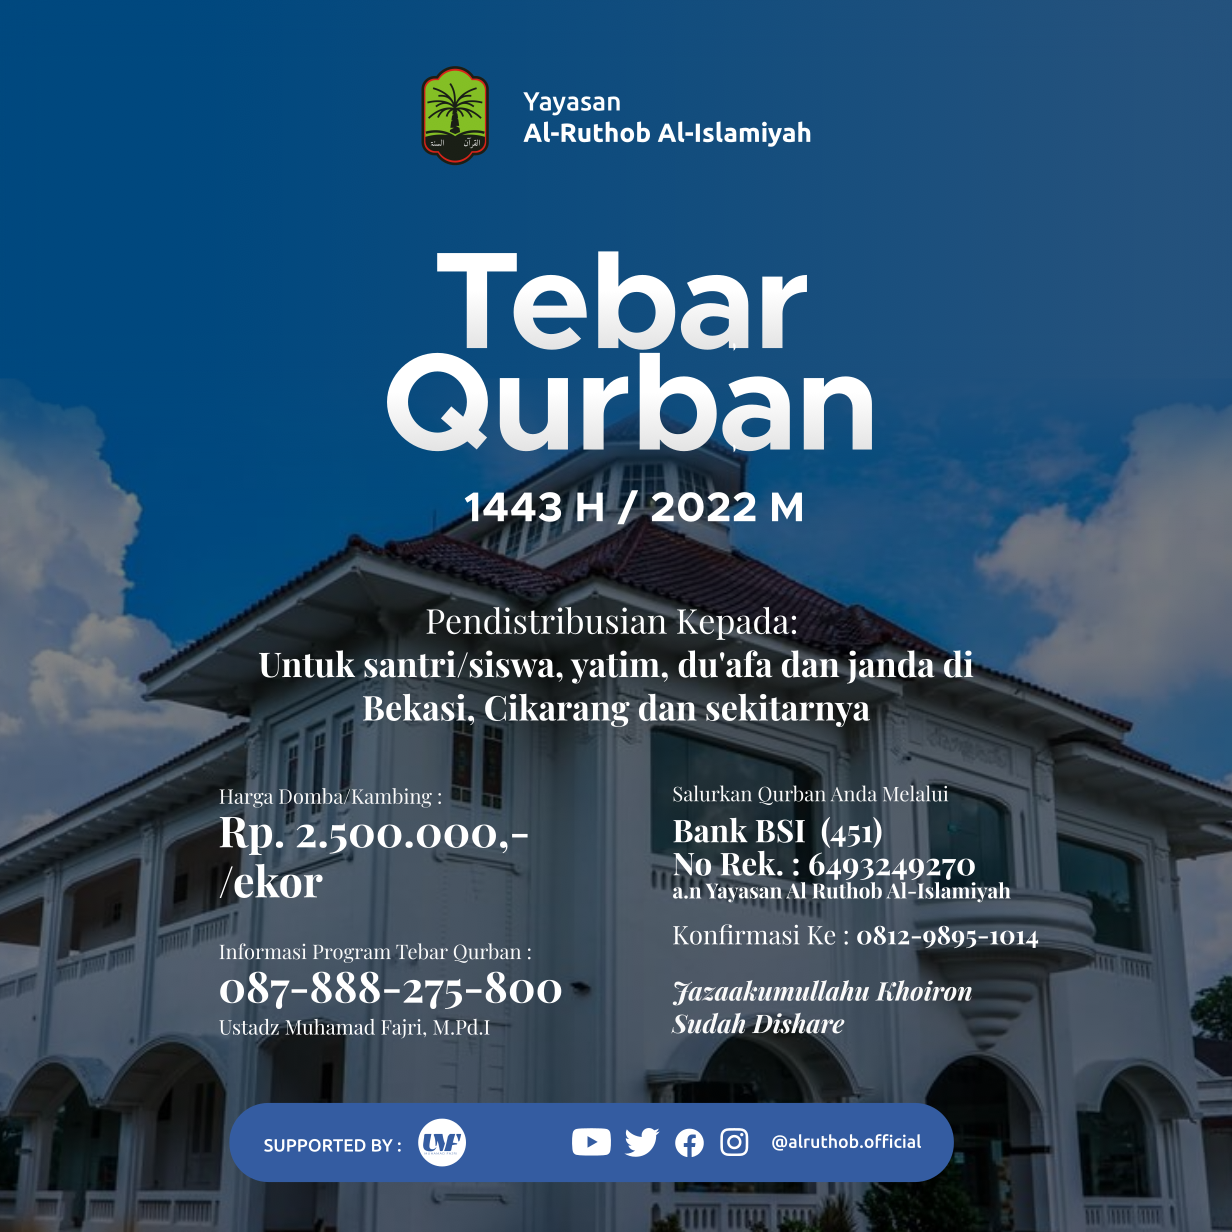 Yayasan
Al-Ruthob Al-Islamiyah
القرآن
السنة
Tebar
Qurban
1443 H / 2022 M
Pendistribusian Kepada:
Untuk santri/siswa, yatim, du'afa dan janda di
Bekasi, Cikarang dan sekitarnya
Harga Domba/Kambing :
Rp. 2.500.000,-
/ekor
Informasi Program Tebar Qurban :
087-888-275-800
Ustadz Muhamad Fajri, M.Pd.I
Salurkan Qurban Anda Melalui
Bank BSI (451)
No Rek. : 6493249270
a.n Yayasan Al Ruthob Al-Islamiyah
Konfirmasi Ke : 0812-9895-1014
Jazaakumullahu Khoiron
Sudah Dishare
SUPPORTED BY :
@alruthob.official